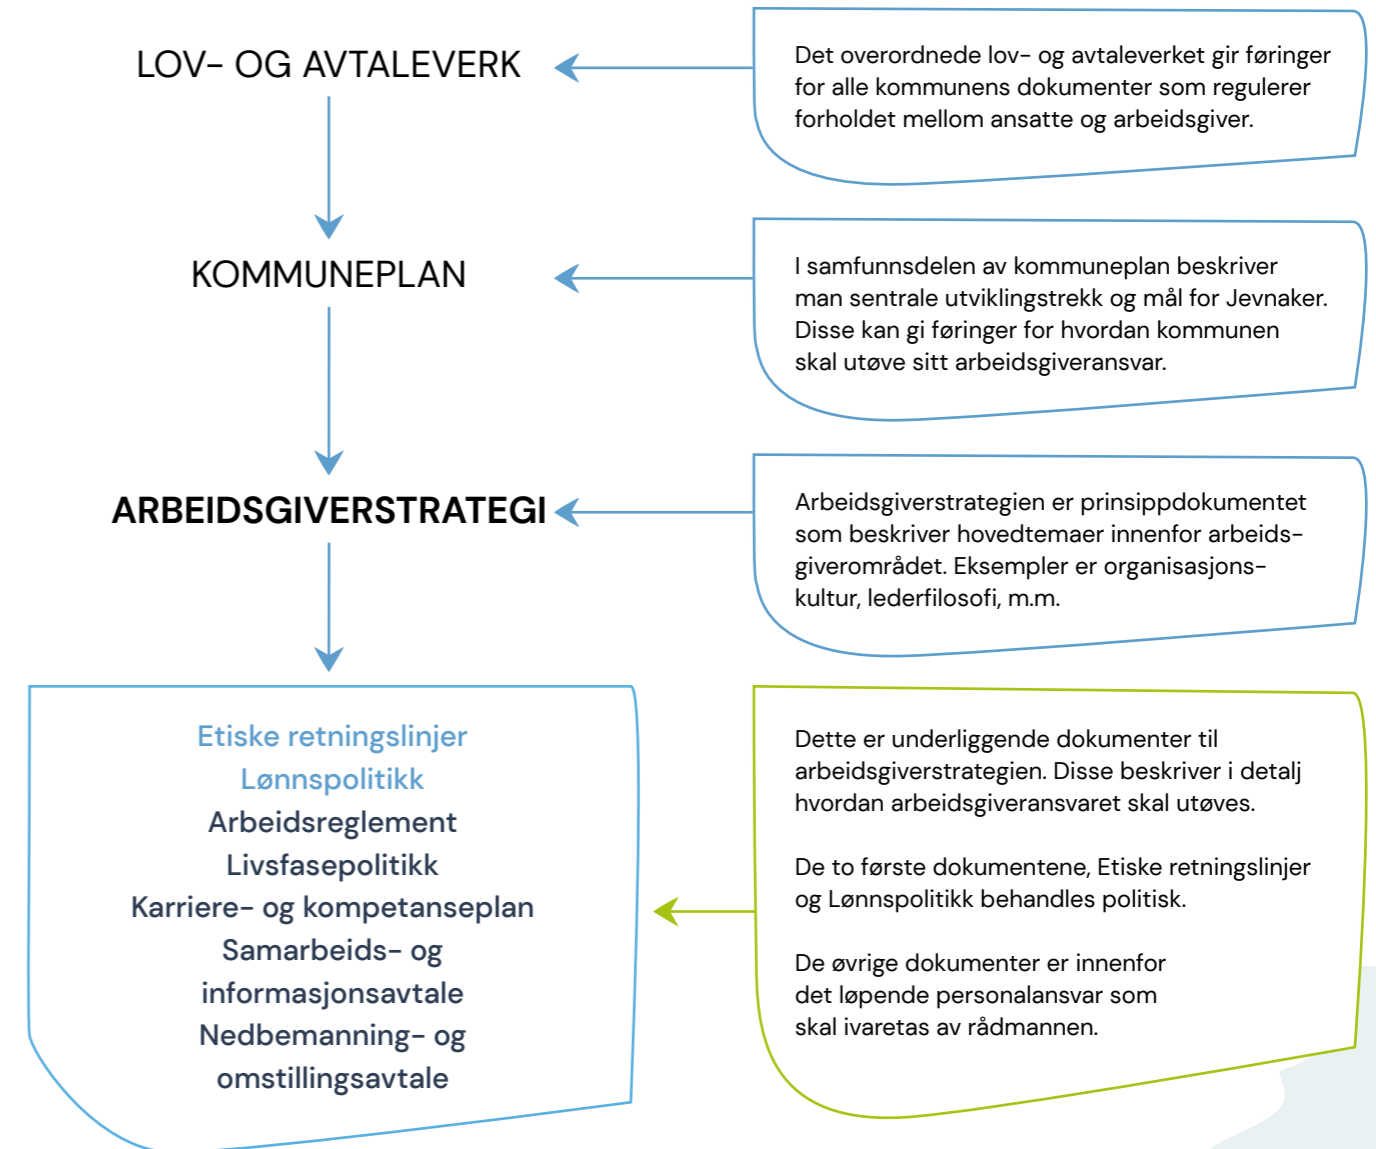 LOV- OG AVTALEVERK
Det overordnede lov- og avtaleverket gir føringer
for alle kommunens dokumenter som regulerer
forholdet mellom ansatte og arbeidsgiver.
KOMMUNEPLAN
I samfunnsdelen av kommuneplan beskriver
man sentrale utviklingstrekk og mål for Jevnaker.
Disse kan gi føringer for hvordan kommunen
skal utøve sitt arbeidsgiveransvar.
ARBEIDSGIVERSTRATEGI
Arbeidsgiverstrategien er prinsippdokumentet
som beskriver hovedtemaer innenfor arbeids-
giverområdet. Eksempler er organisasjons-
kultur, lederfilosofi, m.m.
Etiske retningslinjer
Lønnspolitikk
Arbeidsreglement
Livsfasepolitikk
Karriere- og kompetanseplan
Samarbeids- og
informasjonsavtale
Nedbemanning- og
omstillingsavtale
Dette er underliggende dokumenter til
arbeidsgiverstrategien. Disse beskriver i detalj
hvordan arbeidsgiveransvaret skal utøves.
De to første dokumentene, Etiske retningslinjer
og Lønnspolitikk behandles politisk.
De øvrige dokumenter er innenfor
det løpende personalansvar som
skal ivaretas av rådmannen.